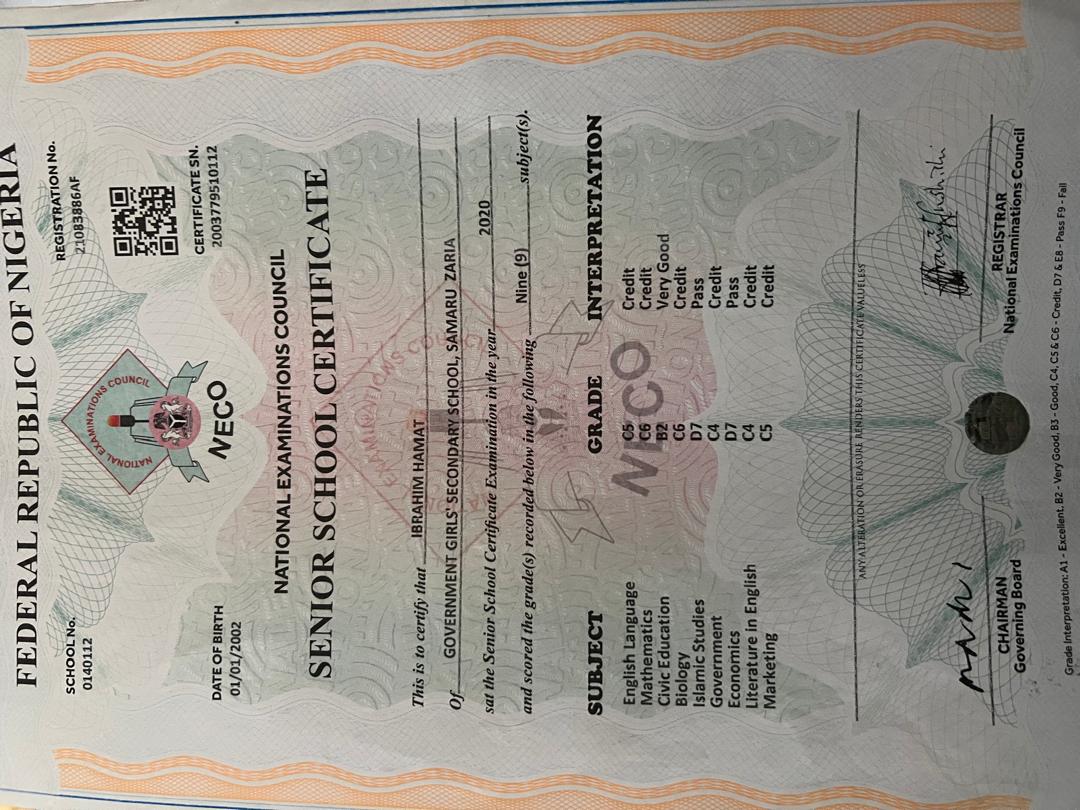 FEDERAL REPUBLIC OF NIGERIA
SCHOOL No.
0140112
REGISTRATION No.
21083886AF
NATIONAL EXAMINATIONS COUNCIL
NECO
CERTIFICATE SN.
2003779510112
DATE OF BIRTH
01/01/2002
NATIONAL EXAMINATIONS COUNCIL
SENIOR SCHOOL CERTIFICATE
This is to certify that IBRAHIM HAMAT
Of GOVERNMENT GIRLS' SECONDARY SCHOOL, SAMARU ZARIA
sat the Senior School Certificate Examination in the year 2020
and scored the grade(s) recorded below in the following Nine (9) subject(s).
SUBJECT GRADE INTERPRETATION
English Language C5 Credit
Mathematics C6 Credit
Civic Education B2 Very Good
Biology C6 Credit
Islamic Studies D7 Pass
Government C4 Credit
Economics D7 Pass
Literature In English C4 Credit
Marketing C5 Credit
NECO
ANY ALTERATION OR ERASURE RENDERS THIS CERTIFICATE VALUELESS
CHAIRMAN
Governing Board
REGISTRAR
National Examinations Council
Grade Interpretation: A1 - Excellent, B2 - Very Good, B3 - Good, C4, C5 & C6 - Credit, D7 & E8 - Pass F9 - Fail